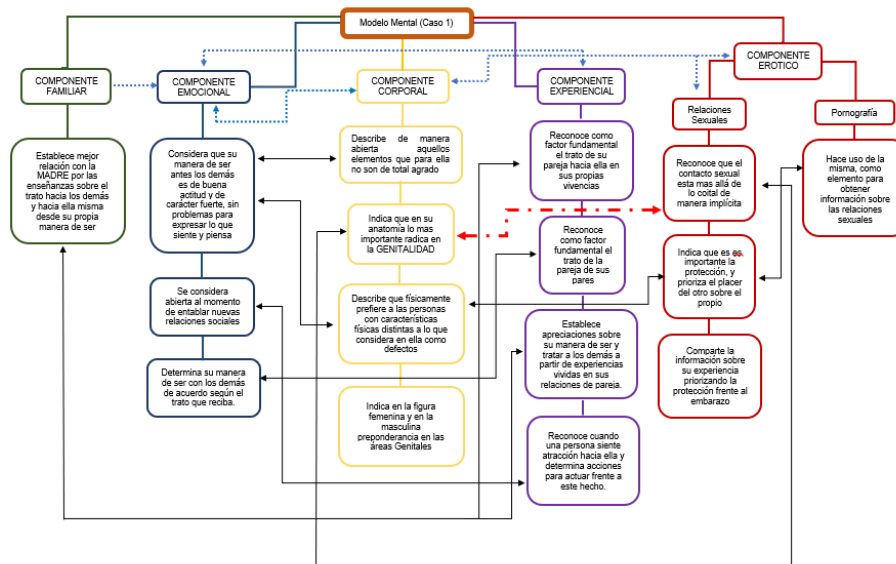 Modelo Mental (Caso 1)
COMPONENTE
FAMILIAR
COMPONENTE
EMOCIONAL
COMPONENTE
CORPORAL
COMPONENTE
EXPERIENCIAL
COMPONENTE
EROTICO
Relaciones
Sexuales
Pornografía
Establece mejor
relación con la
MADRE por las
enseñanzas sobre el
trato hacia los demás
y hacia ella misma
desde su propia
manera de ser
Considera que su
manera de ser
antes los demás
es de buena
actitud y de
carácter fuerte, sin
problemas para
expresar lo que
siente y piensa
Se considera
abierta al momento
de entablar nuevas
relaciones sociales
Determina su manera
de ser con los demás
de acuerdo según el
trato que reciba.
Describe de manera
abierta aquellos
elementos que para ella
no son de total agrado
Indica que en su
anatomía lo mas
importante radica en
la GENITALIDAD
Describe que físicamente
prefiere a las personas
con características
físicas distintas a lo que
considera en ella como
defectos
Indica en la figura
femenina y en la
masculina
preponderancia en las
áreas Genitales
Reconoce como
factor fundamental
el trato de su
pareja hacia ella
en sus propias
vivencias
Reconoce
como factor
fundamental el
trato de la
pareja de sus
pares
Establece
apreciaciones sobre
su manera de ser y
tratar a los demás a
partir de experiencias
vividas en sus
relaciones de pareja.
Reconoce cuando
una persona siente
atracción hacia ella y
determina acciones
para actuar frente a
este hecho.
Reconoce que el
contacto sexual
esta mas allá de
lo coital de
manera implícita
Indica que es es
importante la
protección, y
prioriza el placer
del otro sobre el
propio
Comparte la
información sobre
su experiencia
priorizando la
protección frente al
embarazo
Hace uso de la
misma, como
elemento para
obtener
información sobre
las relaciones
sexuales